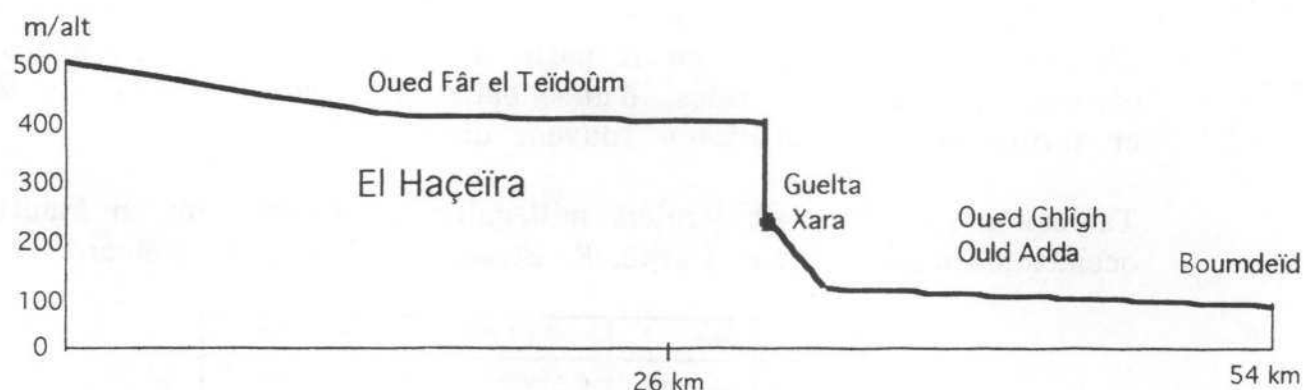 m/alt
500
Oued Fâr el Teïdoûm
400
El Haçeïra
300
Guelta
Xara
200
Oued Ghlîgh
Ould Adda
Boumdeïd
100
0
26 km
54 km